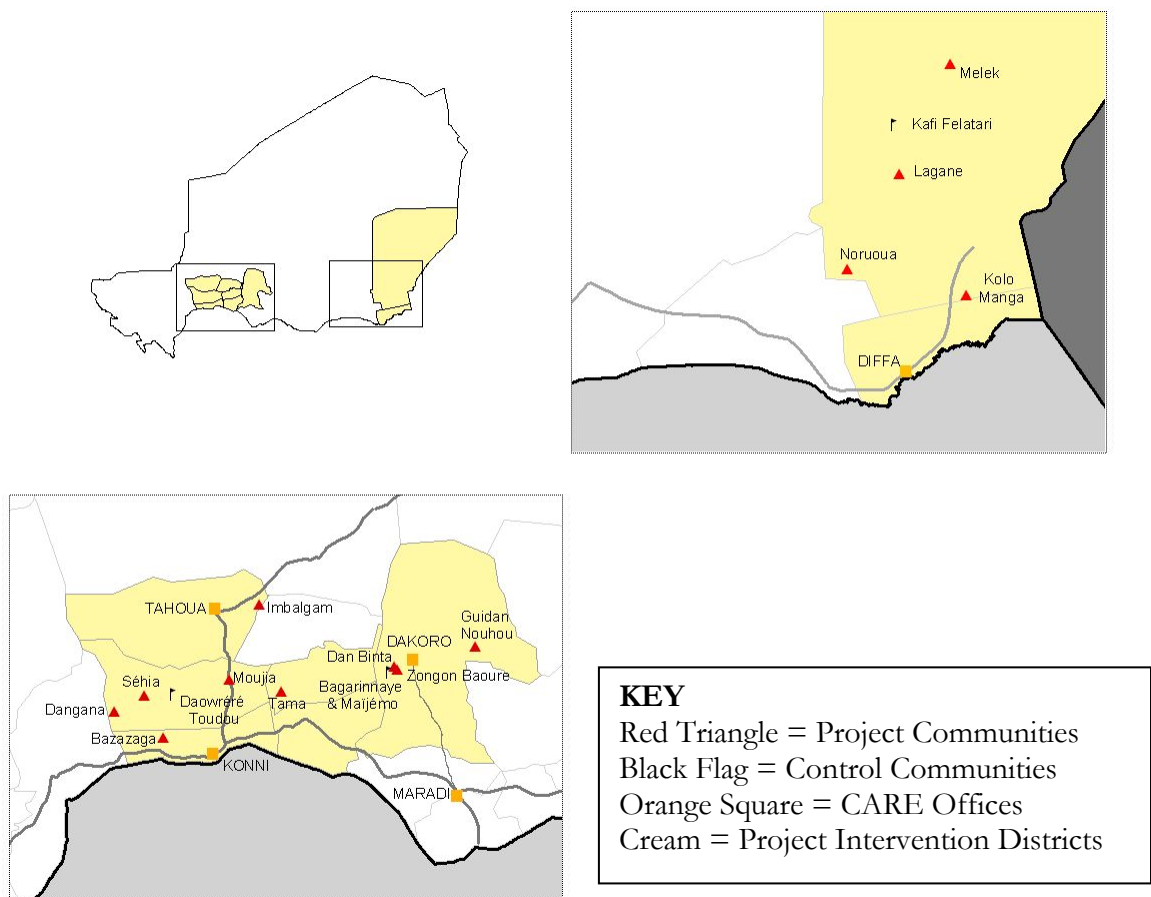 Melek
Kafi Felatari
Lagane
Noruoua
Kolo
Manga
DIFFA
TAHOUA
Imbalgam
Guidan
Nouhou
DAKORO
Dan Binta
Zongon Baoure
Bagarinnaye
& Maïjémo
Séhia
Moujía
Daowréré
Toudou
Tama
Dangana
Bazazaga
KONNI
MARADI
KEY
Red Triangle = Project Communities
Black Flag = Control Communities
Orange Square = CARE Offices
Cream = Project Intervention Districts